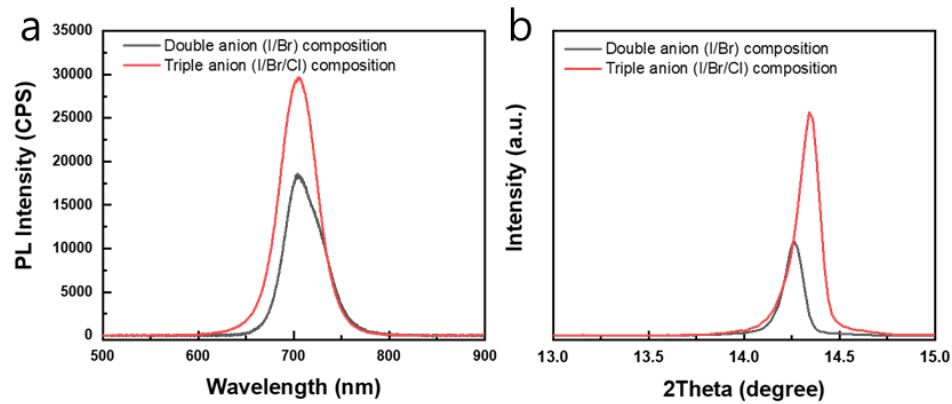 a
35000
30000
25000
20000
15000
10000
5000
0
PL Intensity (CPS)
Double anion (I/Br) composition
Triple anion (I/Br/Cl) composition
500 600 700 800 900
Wavelength (nm)
b
Intensity (a.u.)
Double anion (I/Br) composition
Triple anion (I/Br/Cl) composition
13.0 13.5 14.0 14.5 15.0
2Theta (degree)